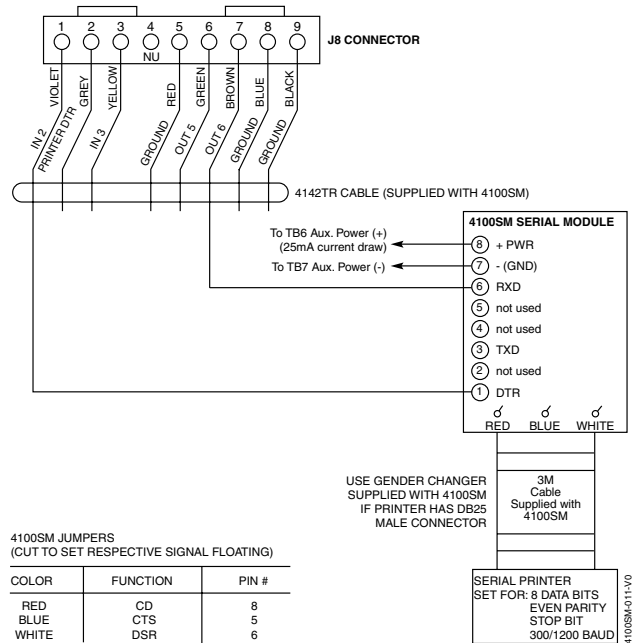 1 2 3 4 5 6 7 8 9
J8 CONNECTOR
NU
VIOLET
GREY
YELLOW
RED
GREEN
BROWN
BLUE
BLACK
IN 2
PRINTER DTR
IN 3
GROUND
OUT 5
OUT 6
GROUND
GROUND
4142TR CABLE (SUPPLIED WITH 4100SM)
4100SM SERIAL MODULE
To TB6 Aux. Power (+)
(25mA current draw)
To TB7 Aux. Power (-)
8 + PWR
7 - (GND)
6 RXD
5 not used
4 not used
3 TXD
2 not used
1 DTR
RED BLUE WHITE
USE GENDER CHANGER
SUPPLIED WITH 4100SM
IF PRINTER HAS DB25
MALE CONNECTOR
3M
Cable
Supplied with
4100SM
4100SM JUMPERS
(CUT TO SET RESPECTIVE SIGNAL FLOATING)
COLOR FUNCTION PIN #
RED CD 8
BLUE CTS 5
WHITE DSR 6
SERIAL PRINTER
SET FOR: 8 DATA BITS
EVEN PARITY
STOP BIT
300/1200 BAUD
4100SM-011-V0